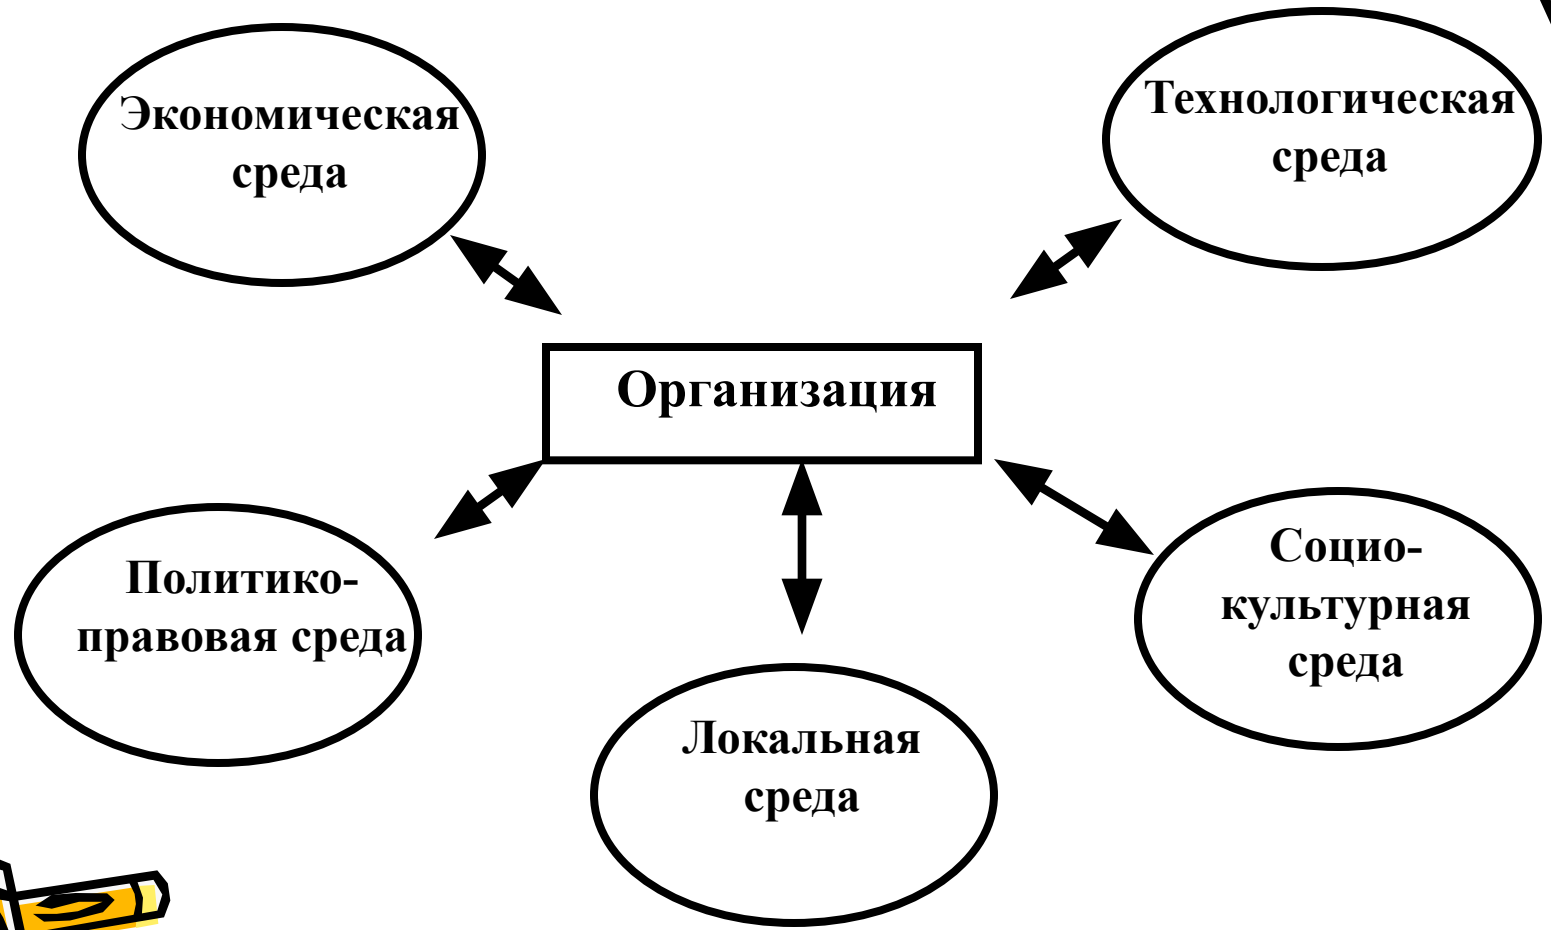 Экономическая
среда
Технологическая
среда
Организация
Политико-
правовая среда
Локальная
среда
Социо-
культурная
среда